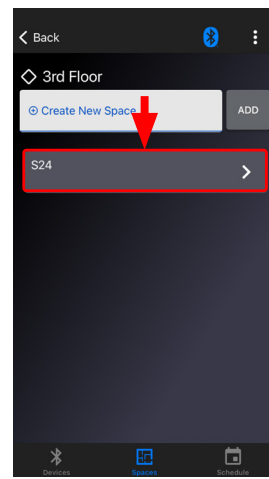 Back
3rd Floor
Create New Space
ADD
S24
Devices
Spaces
Schedule